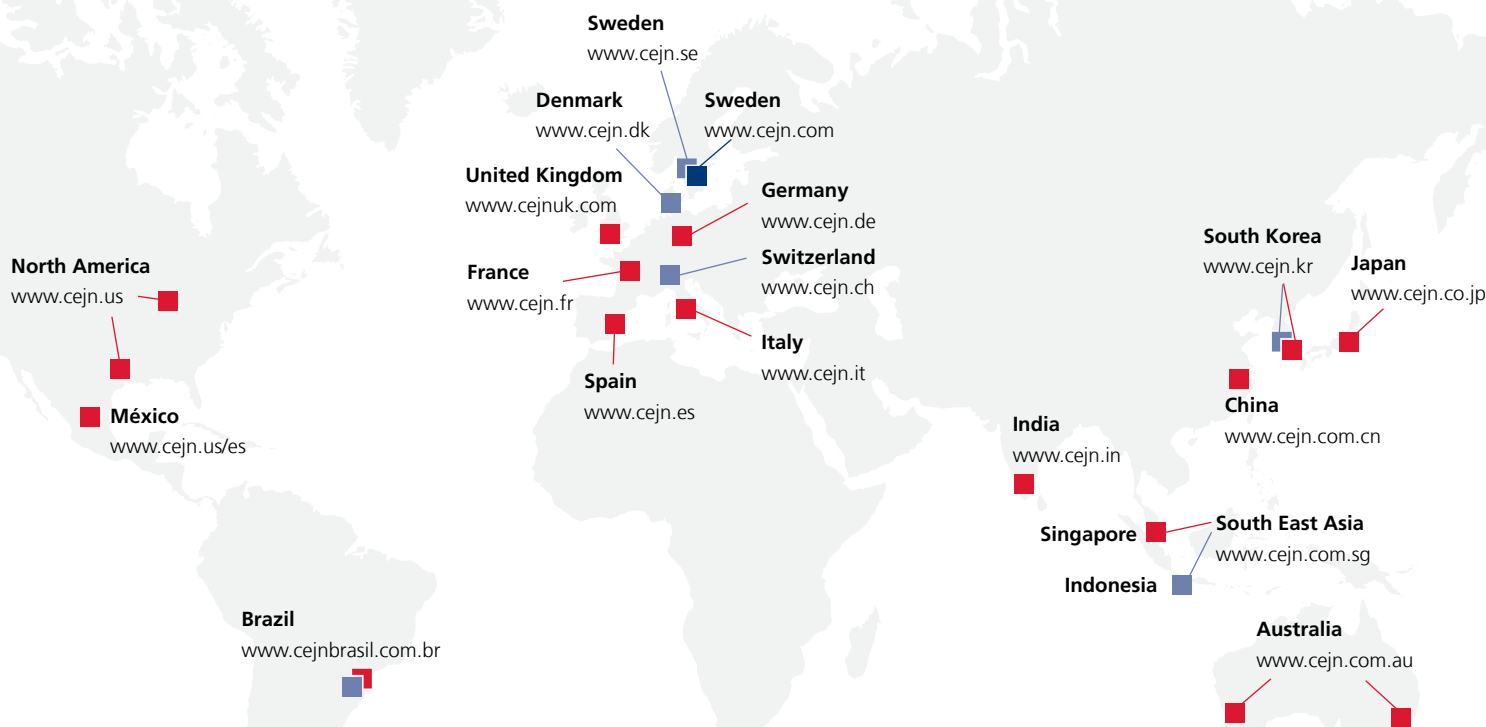 Sweden
www.cejn.se
Denmark
www.cejn.dk
Sweden
www.cejn.com
United Kingdom
www.cejnuk.com
Germany
www.cejn.de
North America
www.cejn.us
France
www.cejn.fr
Switzerland
www.cejn.ch
South Korea
www.cejn.kr
Japan
www.cejn.co.jp
Italy
www.cejn.it
Spain
www.cejn.es
México
www.cejn.us/es
India
www.cejn.in
China
www.cejn.com.cn
Singapore
South East Asia
www.cejn.com.sg
Indonesia
Brazil
www.cejnbrasil.com.br
Australia
www.cejn.com.au